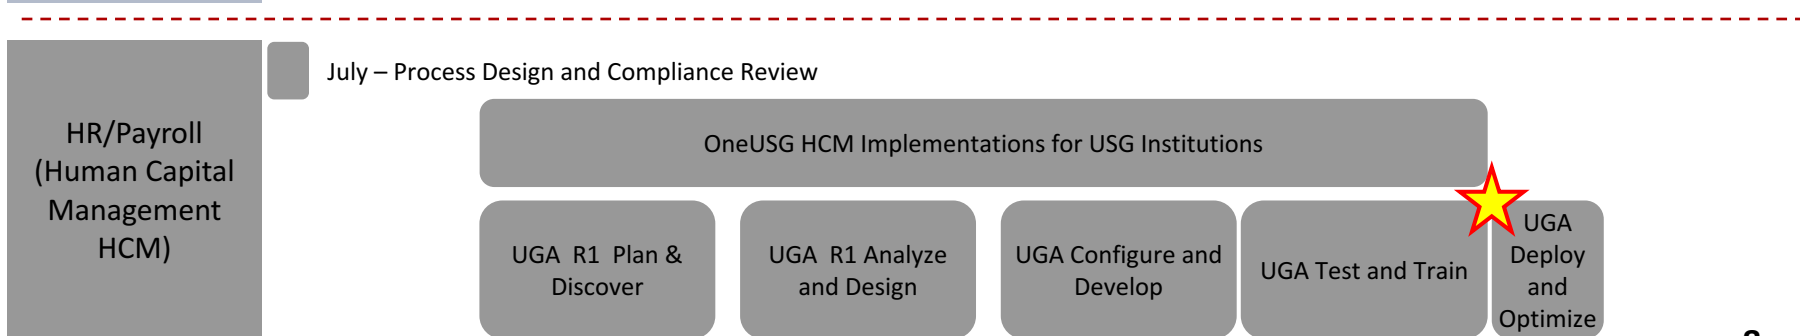 July – Process Design and Compliance Review
HR/Payroll
(Human Capital
Management
HCM)
OneUSG HCM Implementations for USG Institutions
UGA R1 Plan &
Discover
UGA R1 Analyze
and Design
UGA Configure and
Develop
UGA Test and Train
UGA
Deploy
and
Optimize